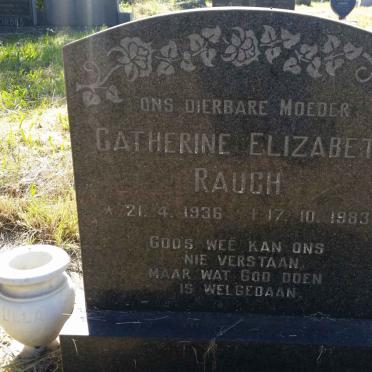 ONS DIERBARE MOEDER
CATHERINE ELIZABET
RAUCH
* 21. 4. 1936 † 17. 10. 1983
GOD'S WEË KAN ONS
NIE VERSTAAN,
MAAR WAT GOD DOEN
IS WELGEDAAN.